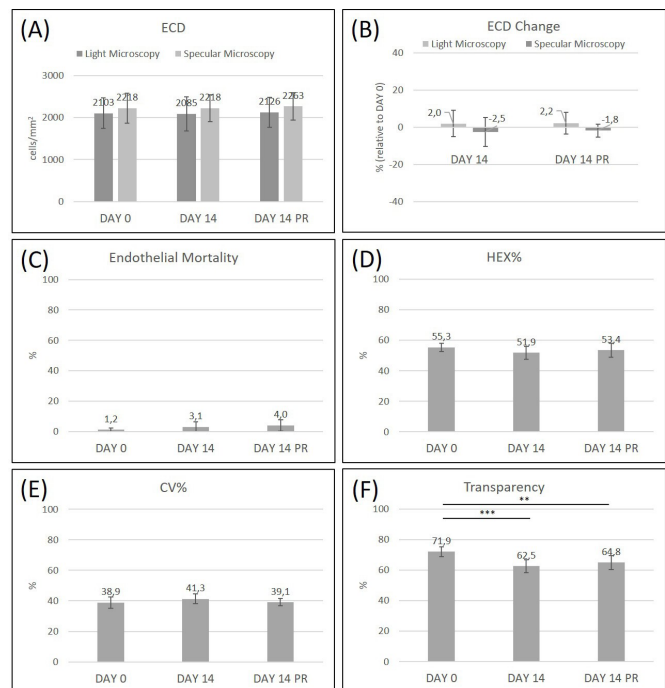 (A)
ECD
Light Microscopy Specular Microscopy
3000
2000
1000
0
cells/mm²
2103 2218 2085 2218 2126 2263
DAY 0 DAY 14 DAY 14 PR
(B)
ECD Change
Light Microscopy Specular Microscopy
40
20
0
-20
-40
% (relative to DAY 0)
2,0 -2,5 2,2 -1,8
DAY 14 DAY 14 PR
(C)
Endothelial Mortality
100
80
60
40
20
0
%
1,2 3,1 4,0
DAY 0 DAY 14 DAY 14 PR
(D)
HEX%
100
80
60
40
20
0
%
55,3 51,9 53,4
DAY 0 DAY 14 DAY 14 PR
(E)
CV%
100
80
60
40
20
0
%
38,9 41,3 39,1
DAY 0 DAY 14 DAY 14 PR
(F)
Transparency
100
80
60
40
20
0
%
**
***
71,9 62,5 64,8
DAY 0 DAY 14 DAY 14 PR